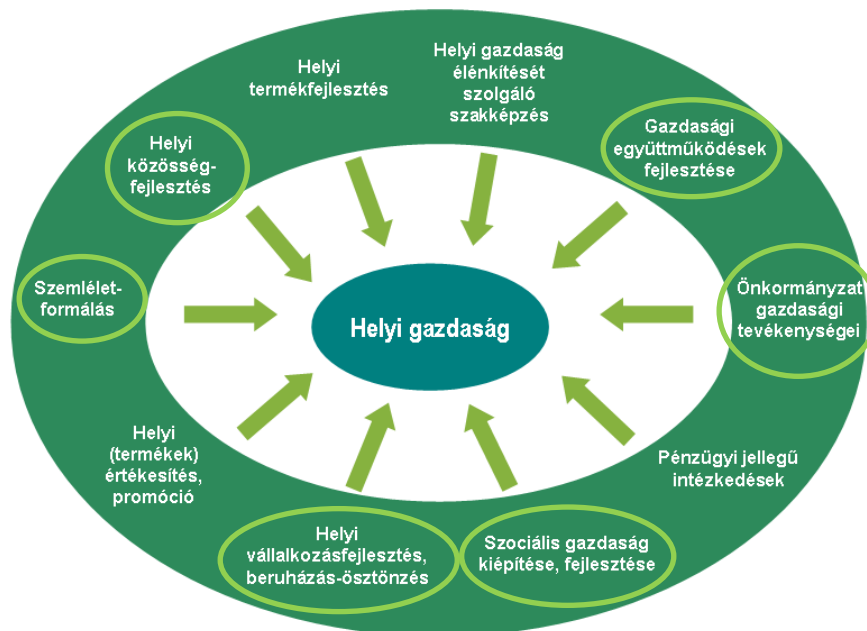 Helyi
termékfejlesztés
Helyi gazdaság
élénkítését
szolgáló
szakképzés
Helyi
közösség-
fejlesztés
Gazdasági
együttműködések
fejlesztése
Szemlélet-
formálás
Helyi gazdaság
Önkormányzat
gazdasági
tevékenységei
Helyi
(termékek)
értékesítés,
promóció
Pénzügyi jellegű
intézkedések
Helyi
vállalkozásfejlesztés,
beruházás-ösztönzés
Szociális gazdaság
kiépítése, fejlesztése